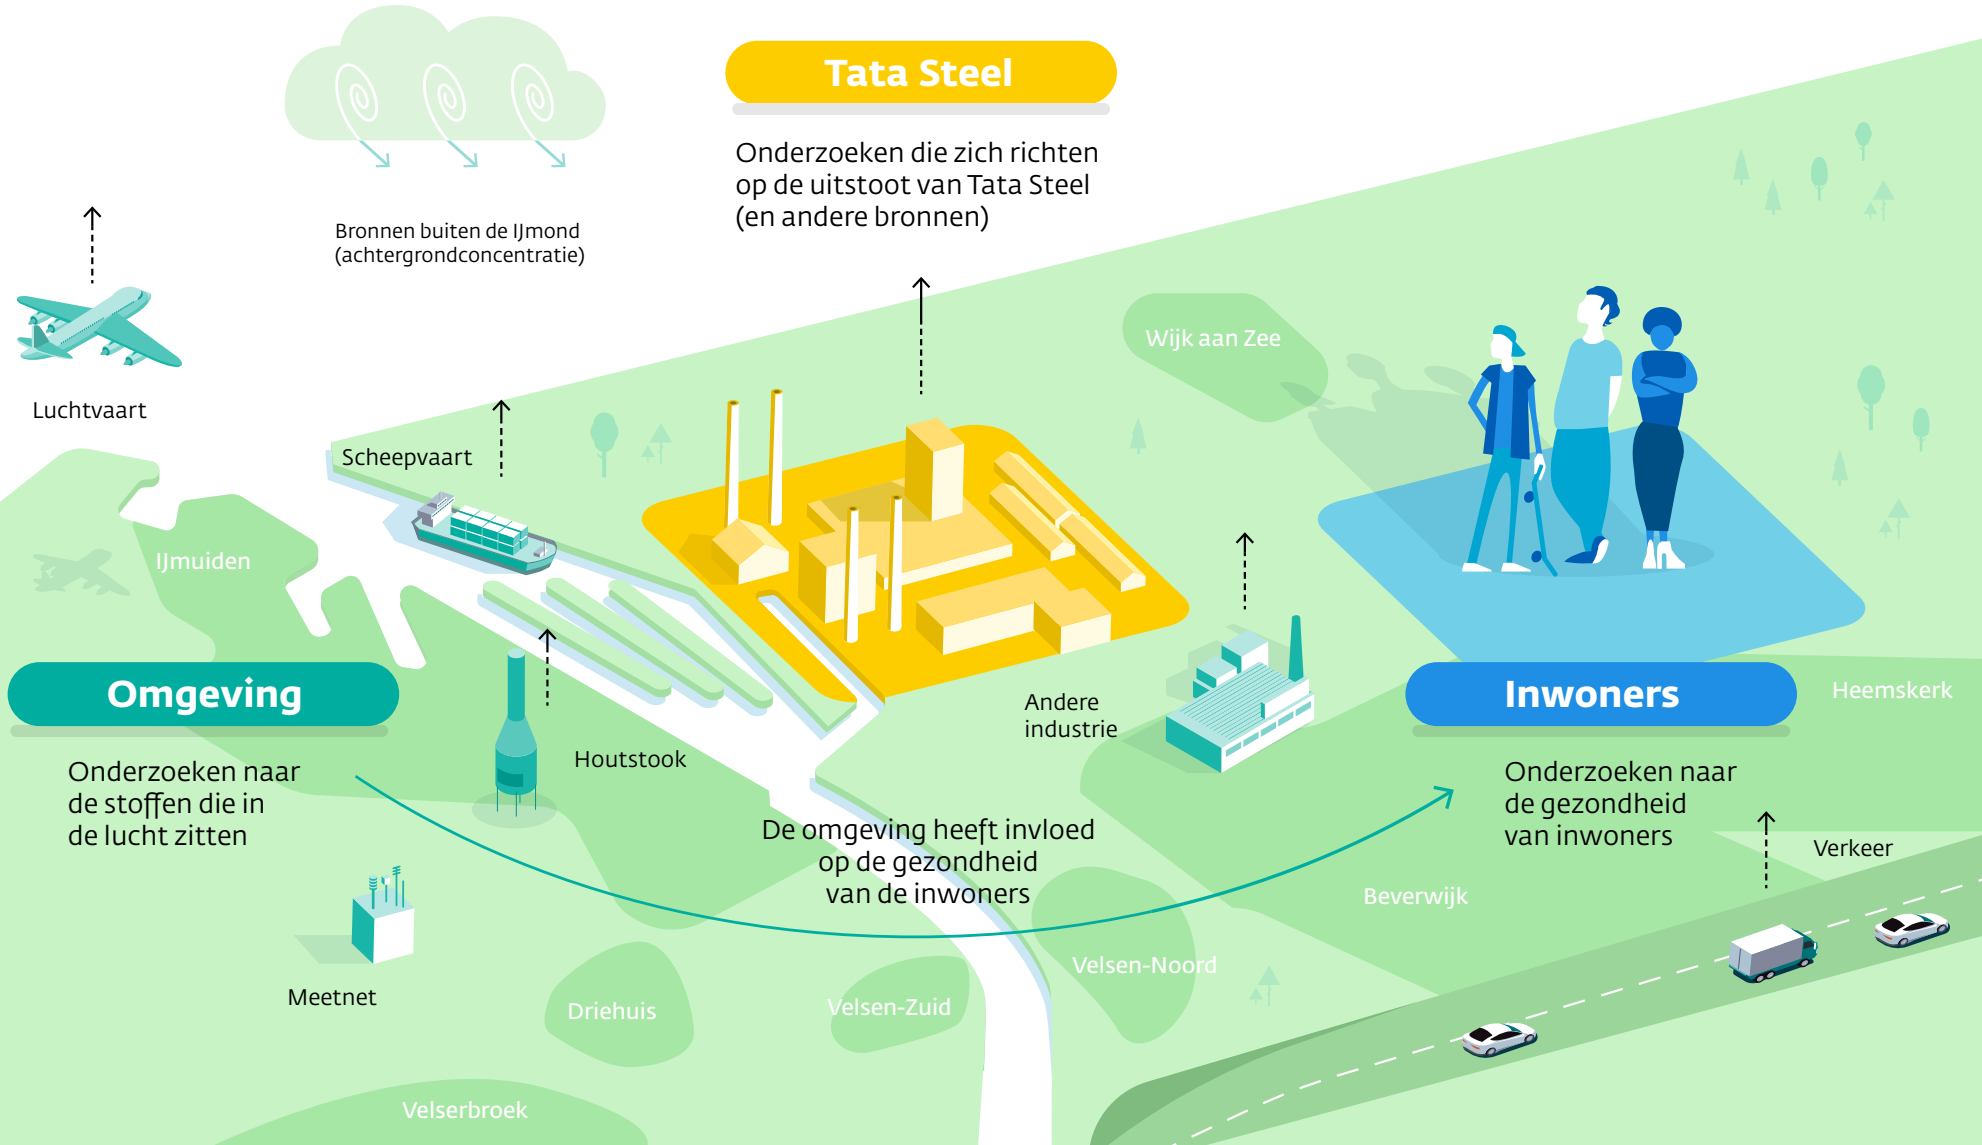 Tata Steel
Onderzoeken die zich richten
op de uitstoot van Tata Steel
(en andere bronnen)
Bronnen buiten de IJmond
(achtergrondconcentratie)
Luchtvaart
Scheepvaart
Wijk aan Zee
IJmuiden
Omgeving
Onderzoeken naar
de stoffen die in
de lucht zitten
Houtstook
Andere
industrie
Inwoners
Onderzoeken naar
de gezondheid
van inwoners
Heemskerk
De omgeving heeft invloed
op de gezondheid
van de inwoners
Verkeer
Beverwijk
Meetnet
Driehuis
Velsen-Zuid
Velsen-Noord
Velserbroek